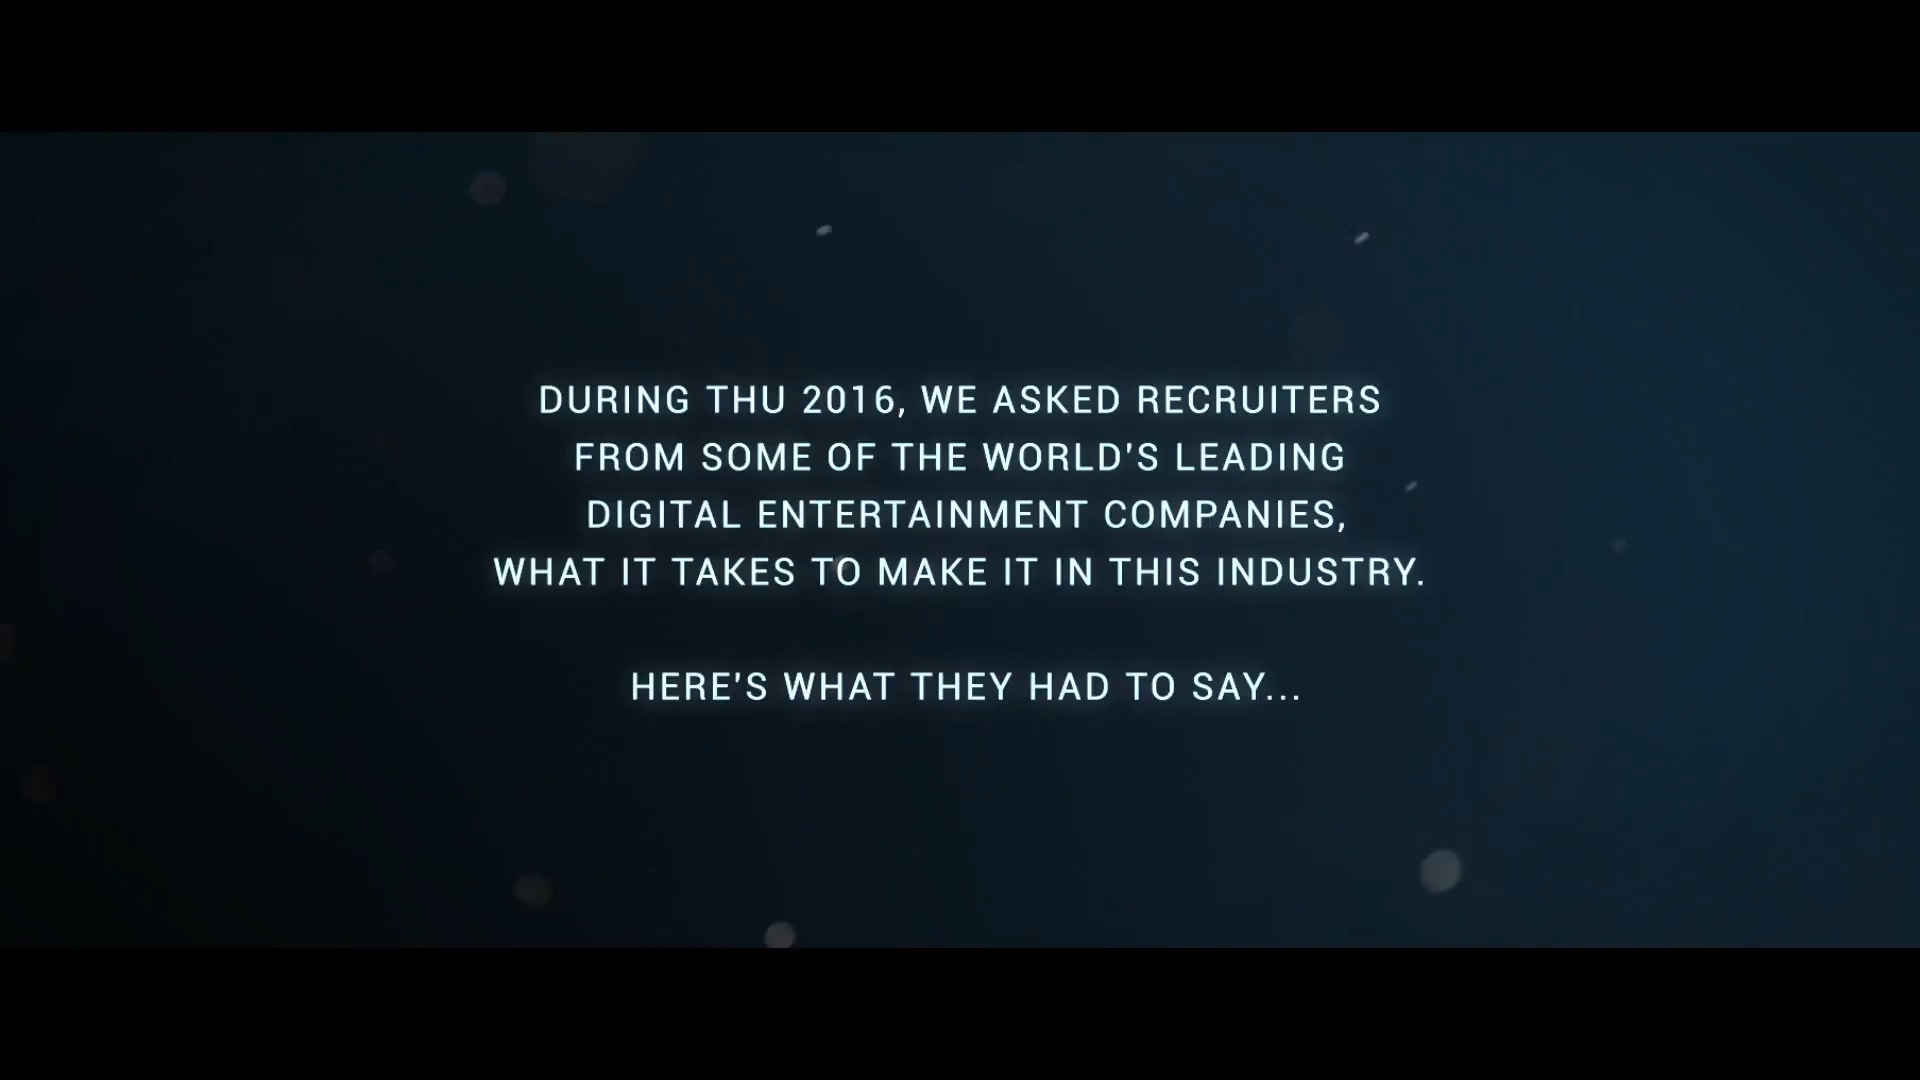 DURING THU 2016, WE ASKED RECRUITERS
FROM SOME OF THE WORLD'S LEADING
DIGITAL ENTERTAINMENT COMPANIES,
WHAT IT TAKES TO MAKE IT IN THIS INDUSTRY.
HERE'S WHAT THEY HAD TO SAY...